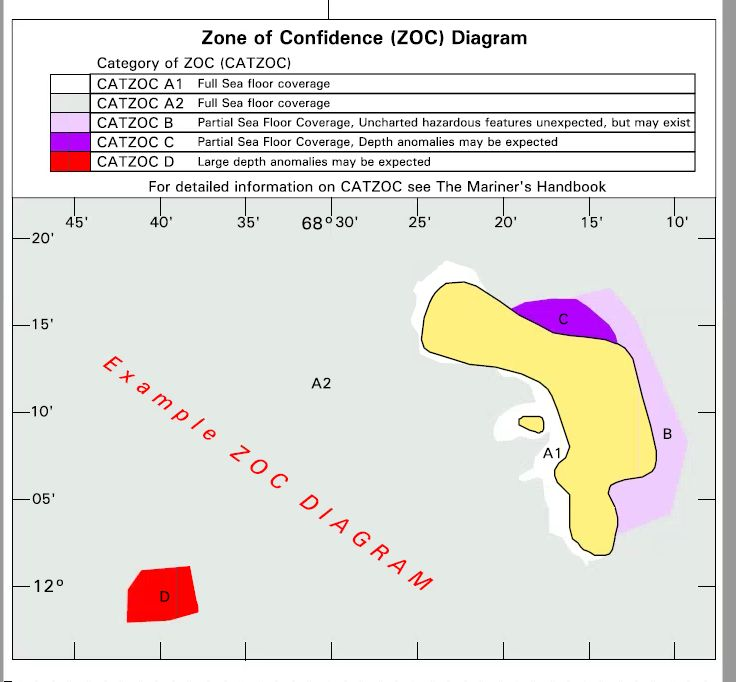 Zone of Confidence (ZOC) Diagram
Category of ZOC (CATZOC)
CATZOC A1 Full Sea floor coverage
CATZOC A2 Full Sea floor coverage
CATZOC B Partial Sea Floor Coverage, Uncharted hazardous features unexpected, but may exist
CATZOC C Partial Sea Floor Coverage, Depth anomalies may be expected
CATZOC D Large depth anomalies may be expected
For detailed information on CATZOC see The Mariner's Handbook
45' 40' 35' 68° 30' 25' 20' 15' 10'
20'
15'
C
A2
10'
B
A1
05'
Example ZOC DIAGRAM
12°
D